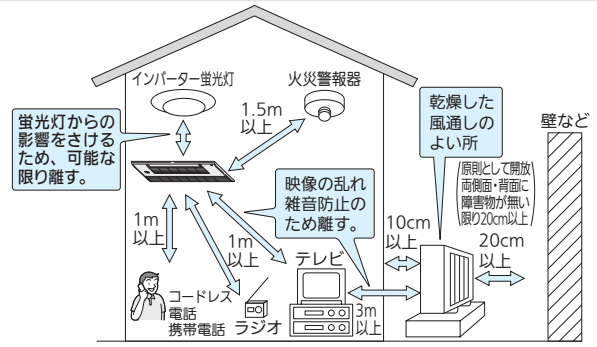 インバーター蛍光灯
火災警報器
蛍光灯からの
影響をさける
ため、可能な
限り離す。
1.5m
以上
乾燥した
風通しの
よい所
壁など
原則として開放
両側面・背面に
障害物が無い
限り20cm以上
映像の乱れ
雑音防止の
ため離す。
1m
以上
1m
以上
10cm
以上
20cm
以上
テレビ
コードレス
電話
携帯電話
ラジオ
3m
以上